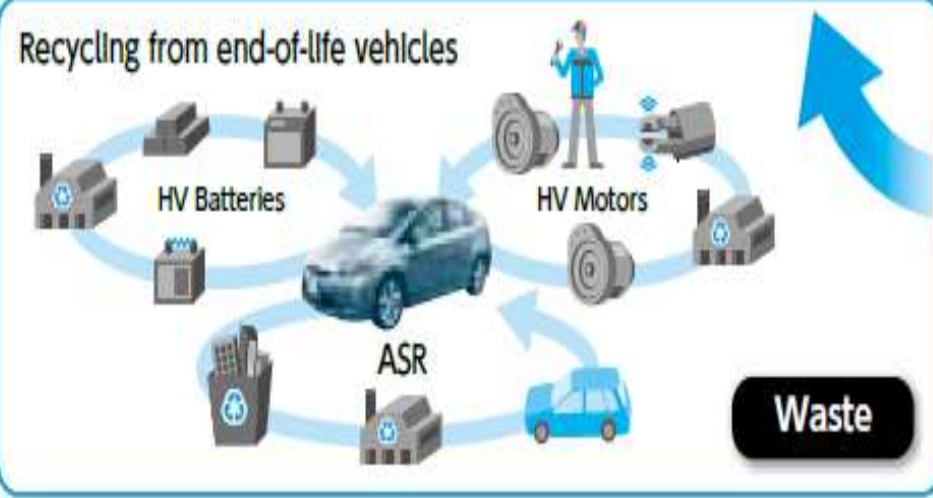 Recycling from end-of-life vehicles
HV Batteries
HV Motors
ASR
Waste